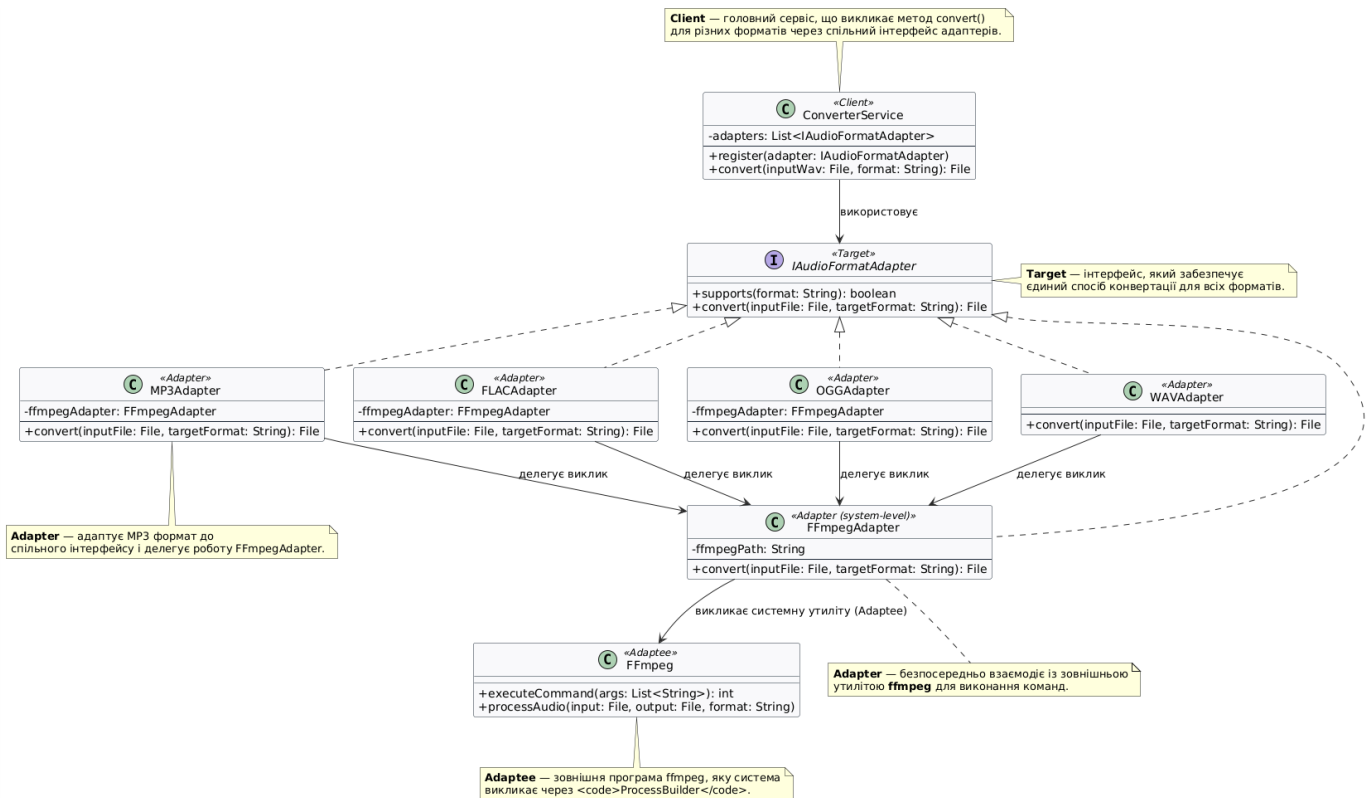 Client — головний сервіс, що викликає метод convert()
для різних форматів через спільний інтерфейс адаптерів.
C
«Client»
ConverterService
-adapters: List<IAudioFormatAdapter>
+register(adapter: IAudioFormatAdapter)
+convert(inputWav: File, format: String): File
використовує
I
«Target»
IAudioFormatAdapter
+supports(format: String): boolean
+convert(inputFile: File, targetFormat: String): File
Target — інтерфейс, який забезпечує
єдиний спосіб конвертації для всіх форматів.
C
«Adapter»
MP3Adapter
-ffmpegAdapter: FFmpegAdapter
+convert(inputFile: File, targetFormat: String): File
C
«Adapter»
FLACAdapter
-ffmpegAdapter: FFmpegAdapter
+convert(inputFile: File, targetFormat: String): File
C
«Adapter»
OGGAdapter
-ffmpegAdapter: FFmpegAdapter
+convert(inputFile: File, targetFormat: String): File
C
«Adapter»
WAVAdapter
+convert(inputFile: File, targetFormat: String): File
делегує виклик
делегує виклик
делегує виклик
делегує виклик
Adapter — адаптує MP3 формат до
спільного інтерфейсу і делегує роботу FFmpegAdapter.
C
«Adapter (system-level)»
FFmpegAdapter
-ffmpegPath: String
+convert(inputFile: File, targetFormat: String): File
викликає системну утиліту (Adaptee)
C
«Adaptee»
FFmpeg
+executeCommand(args: List<String>): int
+processAudio(input: File, output: File, format: String)
Adapter — безпосередньо взаємодіє із зовнішньою
утилітою ffmpeg для виконання команд.
Adaptee — зовнішня програма ffmpeg, яку система
викликає через <code>ProcessBuilder</code>.